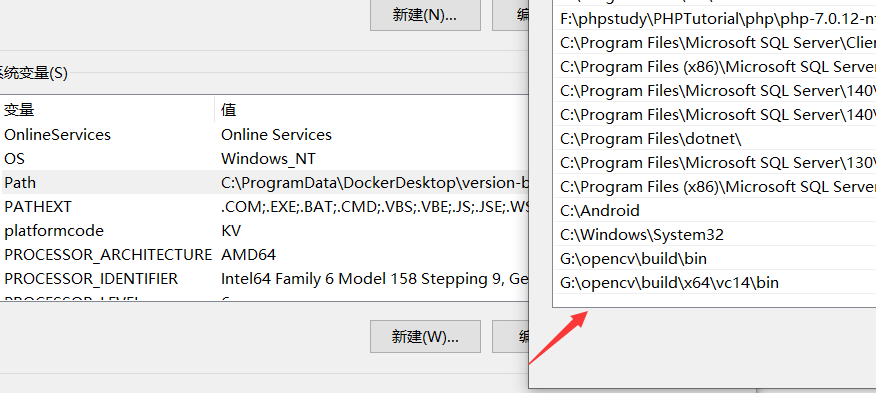 新建(N)...
编
系统变量(S)
变量
值
OnlineServices
Online Services
OS
Windows_NT
Path
C:\ProgramData\DockerDesktop\version-b
PATHEXT
.COM;.EXE;.BAT;.CMD;.VBS;.VBE;.JS;.JSE;.WS
platformcode
KV
PROCESSOR_ARCHITECTURE
AMD64
PROCESSOR_IDENTIFIER
Intel64 Family 6 Model 158 Stepping 9, Ge
新建(W)...
编
F:\phpstudy\PHPTutorial\php\php-7.0.12-n
C:\Program Files\Microsoft SQL Server\Clien
C:\Program Files (x86)\Microsoft SQL Server
C:\Program Files\Microsoft SQL Server\140\
C:\Program Files\Microsoft SQL Server\140\
C:\Program Files\dotnet\
C:\Program Files\Microsoft SQL Server\130\
C:\Program Files (x86)\Microsoft SQL Server
C:\Android
C:\Windows\System32
G:\opencv\build\bin
G:\opencv\build\x64\vc14\bin